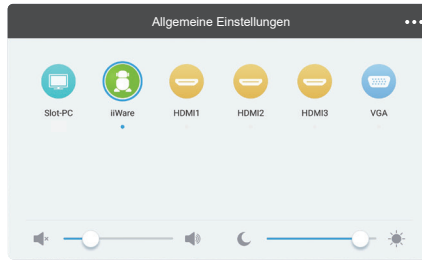 Allgemeine Einstellungen
Slot-PC iiWare HDMI1 HDMI2 HDMI3 VGA